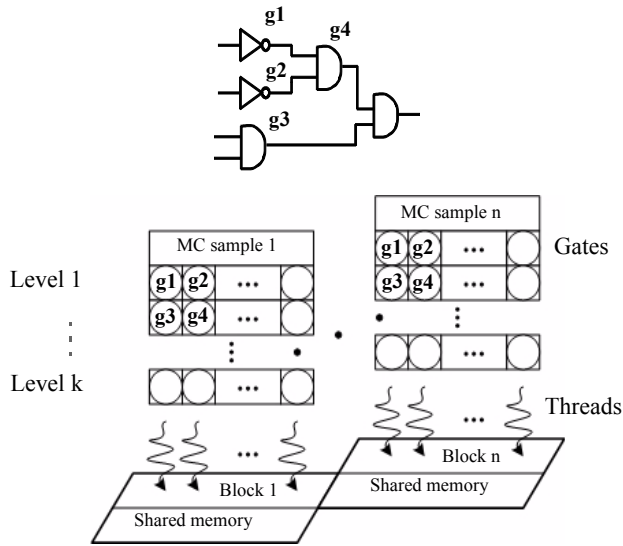 g1
g4
g2
g3
MC sample n
MC sample 1
g1 g2 ... Gates
Level 1 g1 g2 ...
g3 g4
g3 g4 ...
Level k ...
...
Threads
... ...
Block n
Block 1 Shared memory
Shared memory